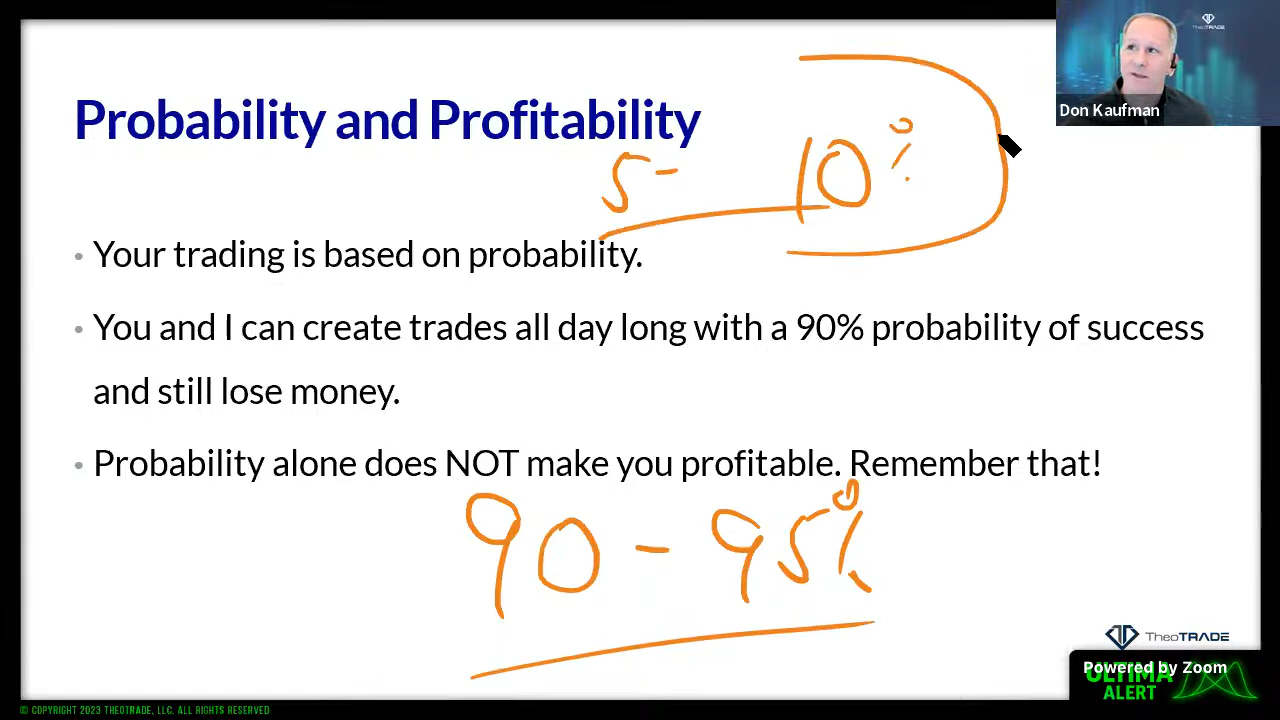 TheoTRADE
Don Kaufman
Probability and Profitability
5 - 10%
• Your trading is based on probability.
• You and I can create trades all day long with a 90% probability of success
and still lose money.
• Probability alone does NOT make you profitable. Remember that!
90 - 95%
TheoTRADE
Powered by Zoom
ULTIMA
ALERT
© COPYRIGHT 2023 THEOTRADE, LLC. ALL RIGHTS RESERVED